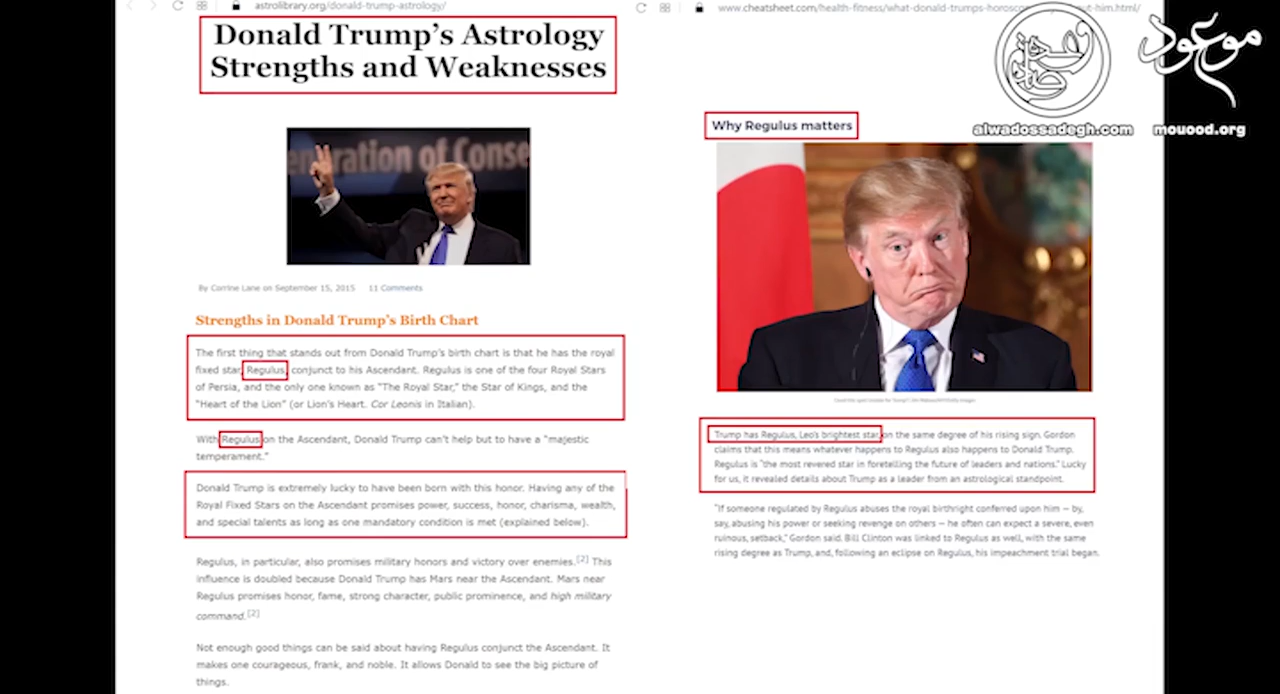 astrolibrary.org/donald-trump-astrology/
Donald Trump's Astrology
Strengths and Weaknesses
eneration of Conse
By Corrine Lane on September 15, 2015 11 Comments
Strengths in Donald Trump's Birth Chart
The first thing that stands out from Donald Trump's birth chart is that he has the royal
fixed star, Regulus, conjunct to his Ascendant. Regulus is one of the four Royal Stars
of Persia, and the only one known as "The Royal Star," the Star of Kings, and the
"Heart of the Lion" (or Lion's Heart. Cor Leonis in Italian).
With Regulus on the Ascendant, Donald Trump can't help but to have a "majestic
temperament."
Donald Trump is extremely lucky to have been born with this honor. Having any of the
Royal Fixed Stars on the Ascendant promises power, success, honor, charisma, wealth,
and special talents as long as one mandatory condition is met (explained below).
Regulus, in particular, also promises military honors and victory over enemies.[2] This
influence is doubled because Donald Trump has Mars near the Ascendant. Mars near
Regulus promises honor, fame, strong character, public prominence, and high military
command.[2]
Not enough good things can be said about having Regulus conjunct the Ascendant. It
makes one courageous, frank, and noble. It allows Donald to see the big picture of
things.
www.cheatsheet.com/health-fitness/what-donald-trumps-horosco
ut-him.html/
موعود
وعده صادق
alwadossadegh.com
mouood.org
Why Regulus matters
Trump has Regulus, Leo's brightest star, on the same degree of his rising sign. Gordon
claims that this means whatever happens to Regulus also happens to Donald Trump.
Regulus is "the most revered star in foretelling the future of leaders and nations." Lucky
for us, it revealed details about Trump as a leader from an astrological standpoint.
"If someone regulated by Regulus abuses the royal birthright conferred upon him — by,
say, abusing his power or seeking revenge on others — he often can expect a severe, even
ruinous, setback," Gordon said. Bill Clinton was linked to Regulus as well, with the same
rising degree as Trump, and, following an eclipse on Regulus, his impeachment trial began.